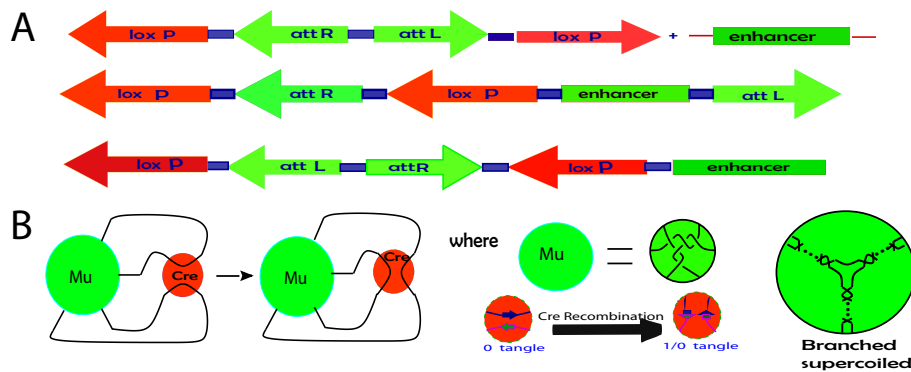 A
lox P att R att L lox P + enhancer
lox P att R lox P enhancer att L
lox P att L attR lox P enhancer
B
Mu Cre Mu Cre where Mu =
Cre Recombination
0 tangle 1/0 tangle
Branched
supercoiled